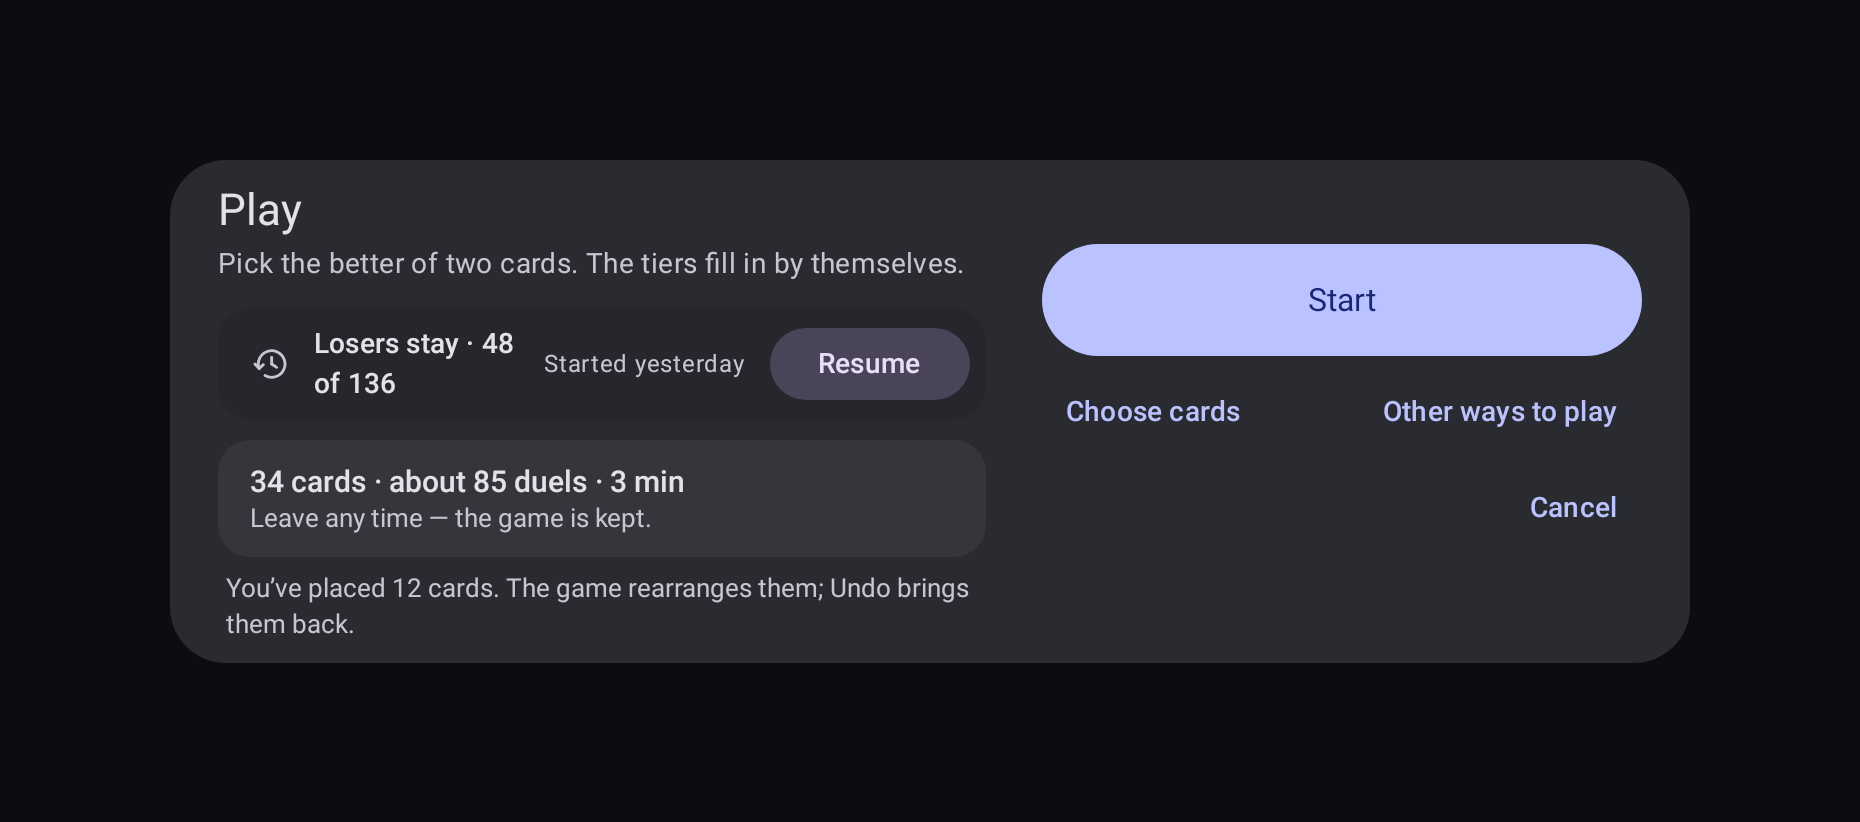 Play
Pick the better of two cards. The tiers fill in by themselves.
Losers stay · 48
of 136
Started yesterday
Resume
34 cards · about 85 duels · 3 min
Leave any time — the game is kept.
You’ve placed 12 cards. The game rearranges them; Undo brings
them back.
Start
Choose cards
Other ways to play
Cancel